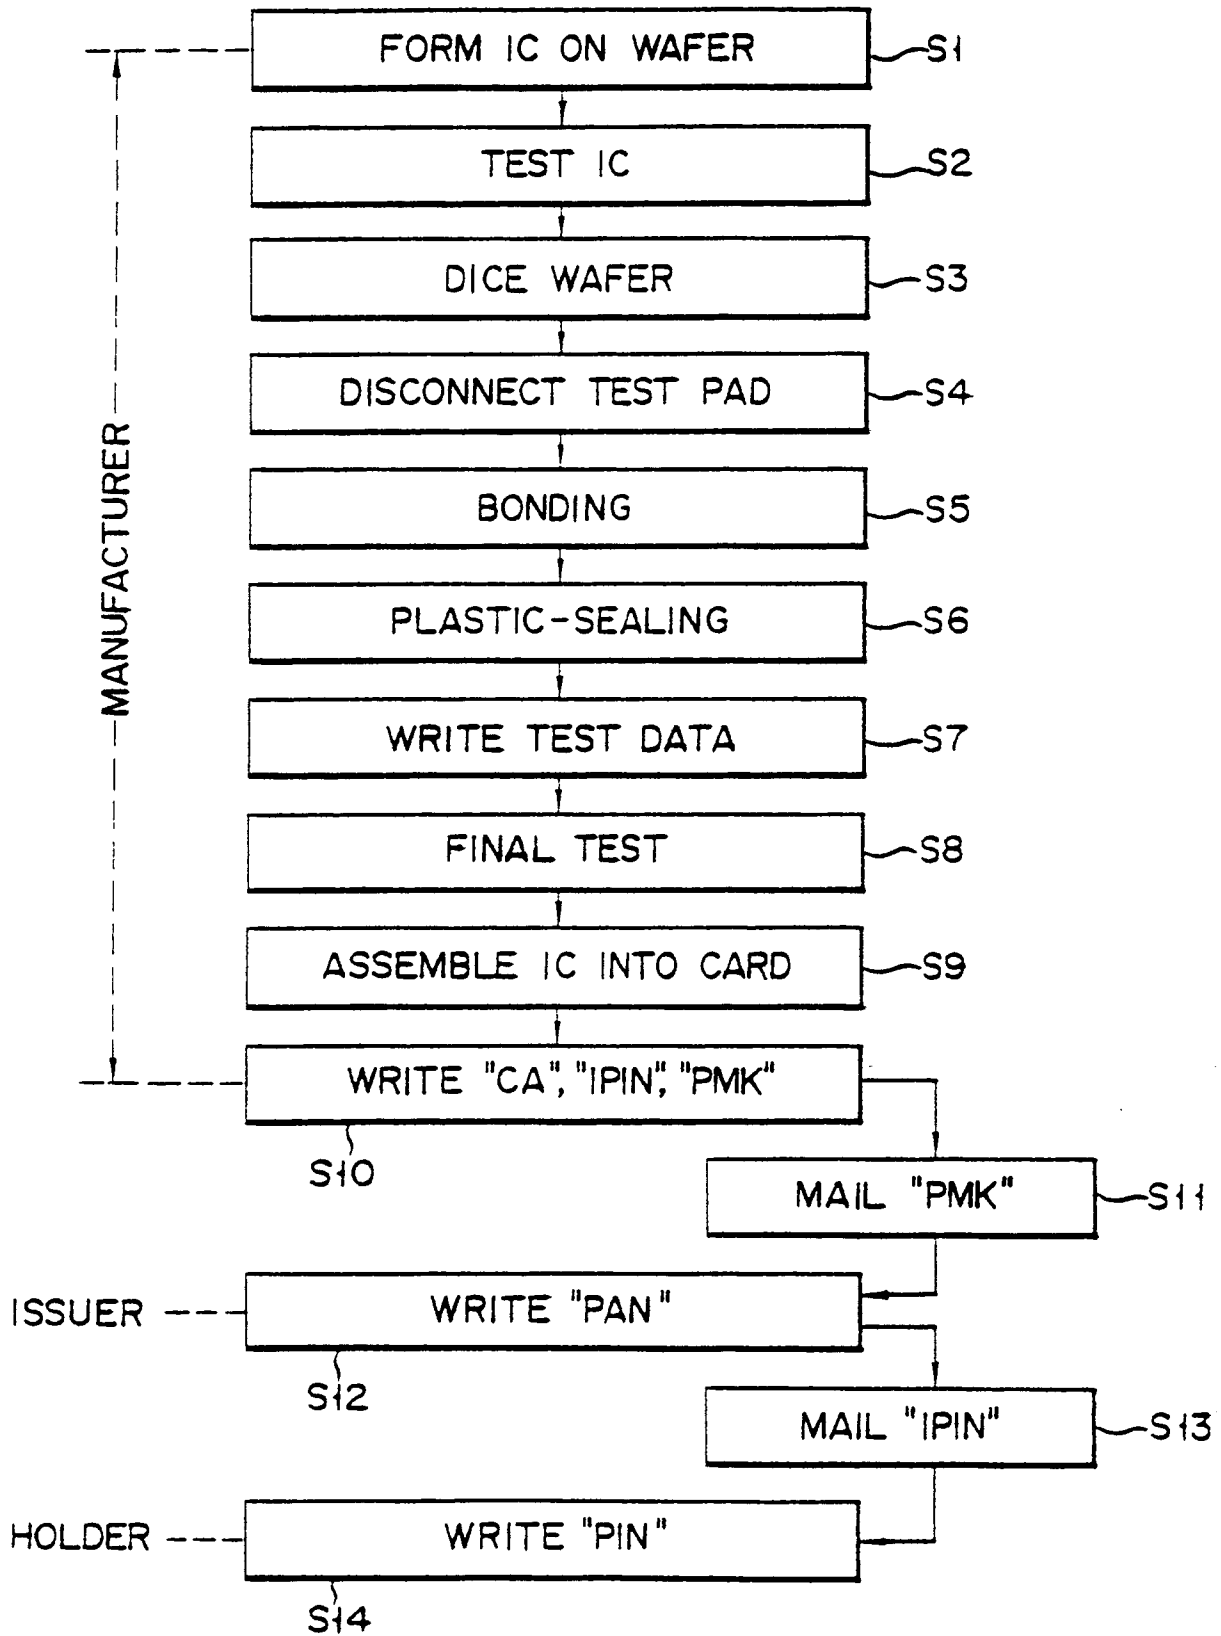 FORM IC ON WAFER S1
TEST IC S2
DICE WAFER S3
DISCONNECT TEST PAD S4
BONDING S5
PLASTIC-SEALING S6
WRITE TEST DATA S7
FINAL TEST S8
ASSEMBLE IC INTO CARD S9
MANUFACTURER
WRITE "CA", "IPIN", "PMK"
S10
MAIL "PMK" S11
ISSUER WRITE "PAN"
S12
MAIL "IPIN" S13
HOLDER WRITE "PIN"
S14